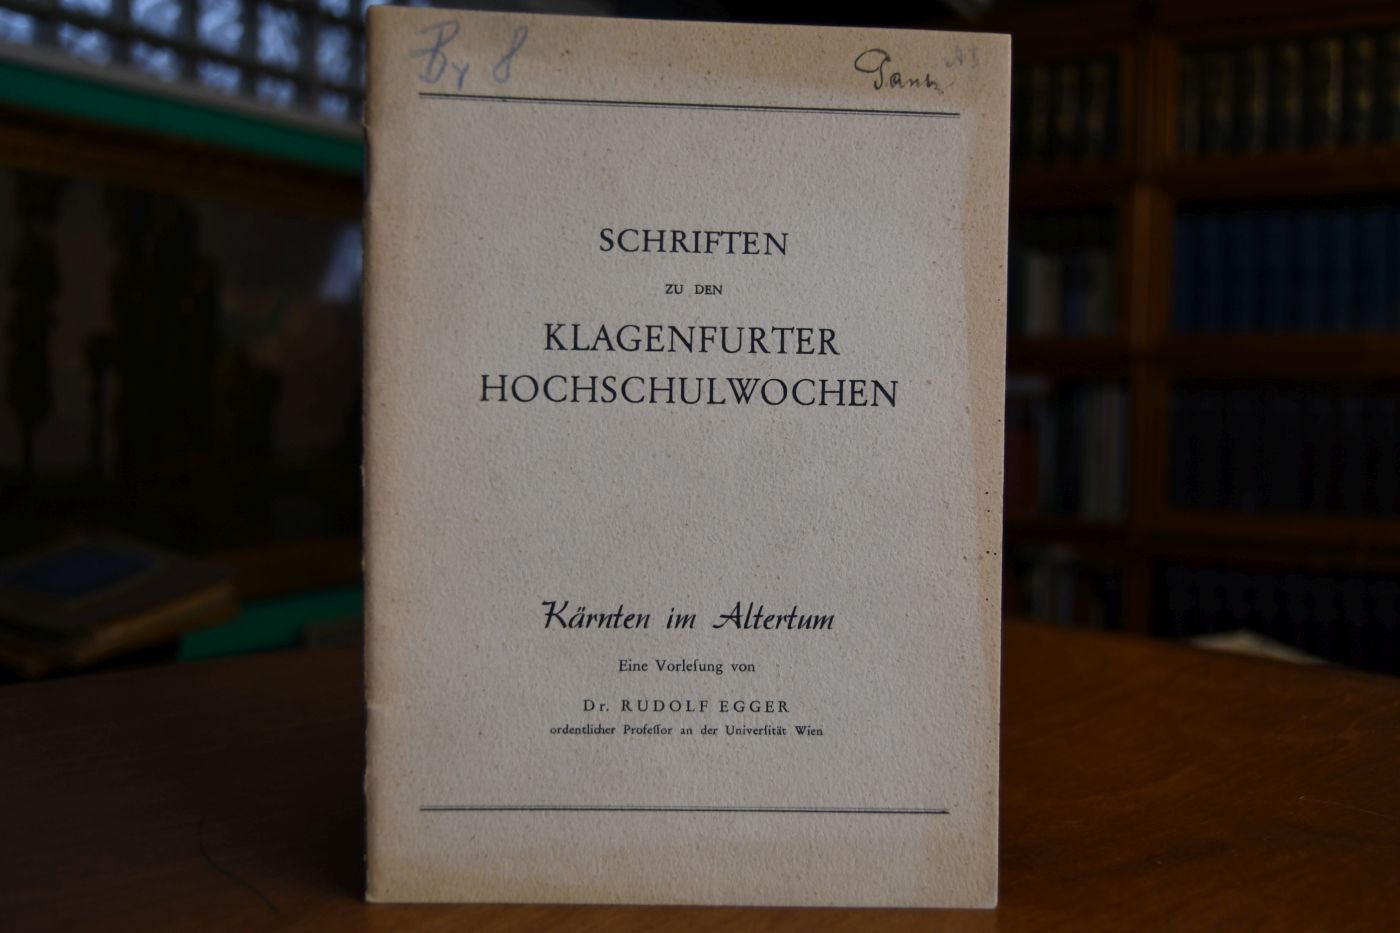 By 8
SCHRIFTEN
ZU DEN
KLAGENFURTER
HOCHSCHULWOCHEN
Kärnten im Altertum
Eine Vorleſung von
Dr. RUDOLF EGGER
ordentlicher Profeſſor an der Univerſität Wien